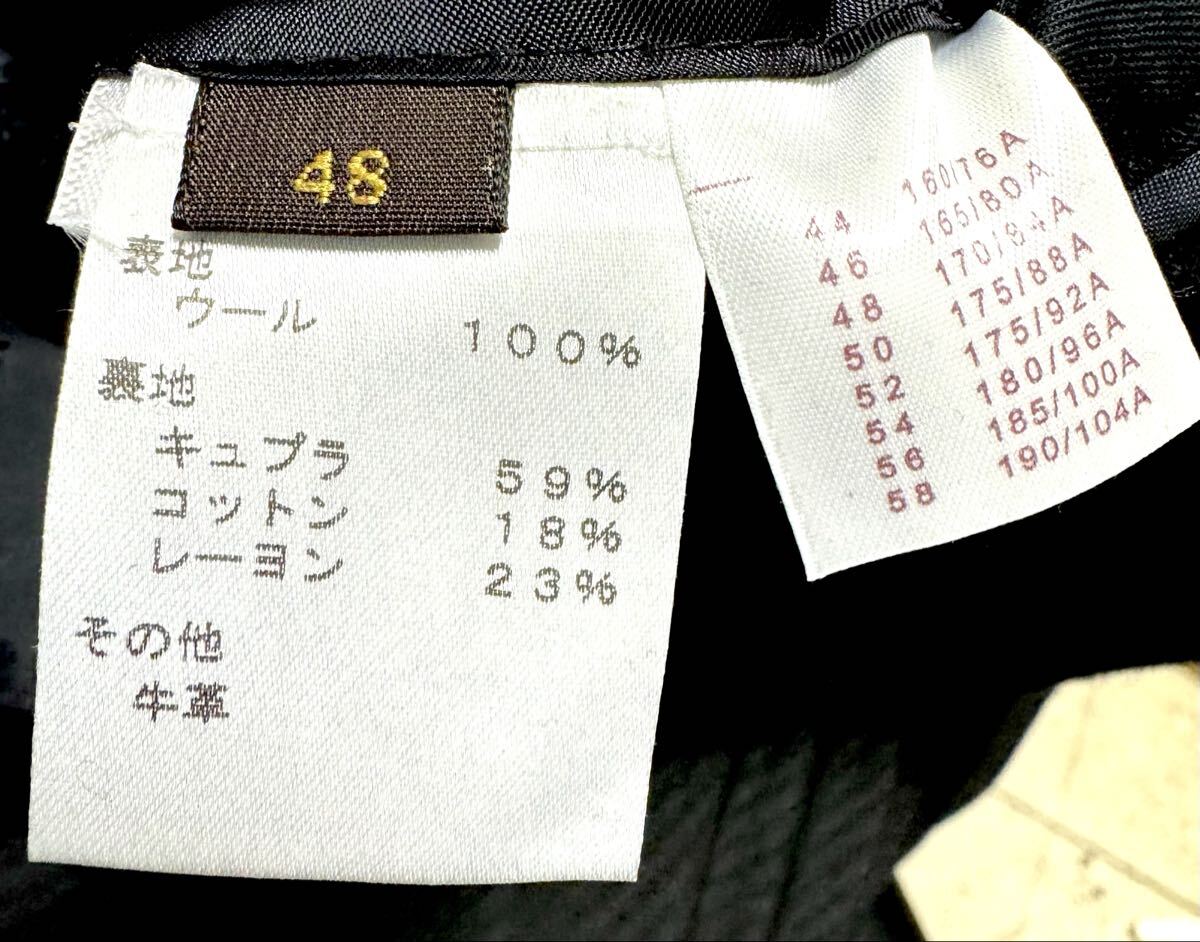 48
表地
ウール 100%
裏地
キュプラ 59%
コットン 18%
レーヨン 23%
その他
牛革
44 160/76A
46 165/80A
48 170/84A
50 175/88A
52 175/92A
54 180/96A
56 185/100A
58 190/104A